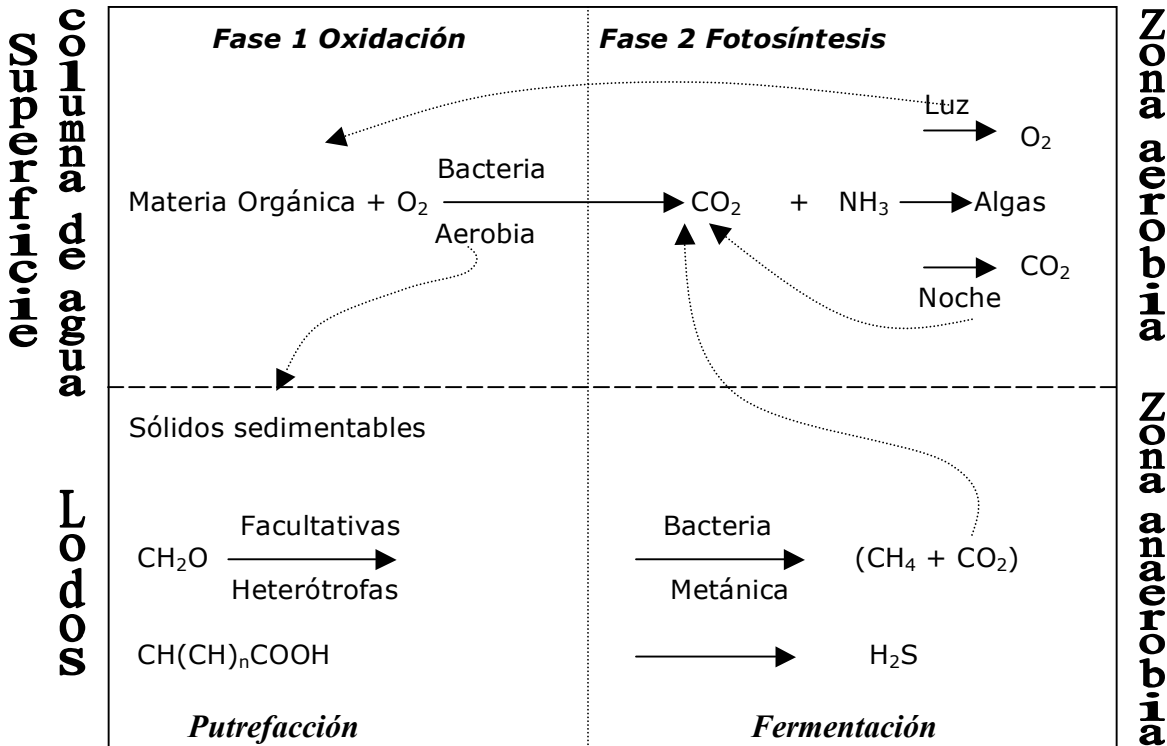 Superficie
columna de agua
Fase 1 Oxidación
Fase 2 Fotosíntesis
Zona aerobia
Luz
O₂
Bacteria
Materia Orgánica + O₂
CO₂ + NH₃
Algas
Aerobia
CO₂
Noche
Sólidos sedimentables
Lodos
Zona anaerobia
Facultativas
Bacteria
CH₂O
(CH₄ + CO₂)
Heterótrofas
Metánica
CH(CH)ₙCOOH
H₂S
Putrefacción
Fermentación